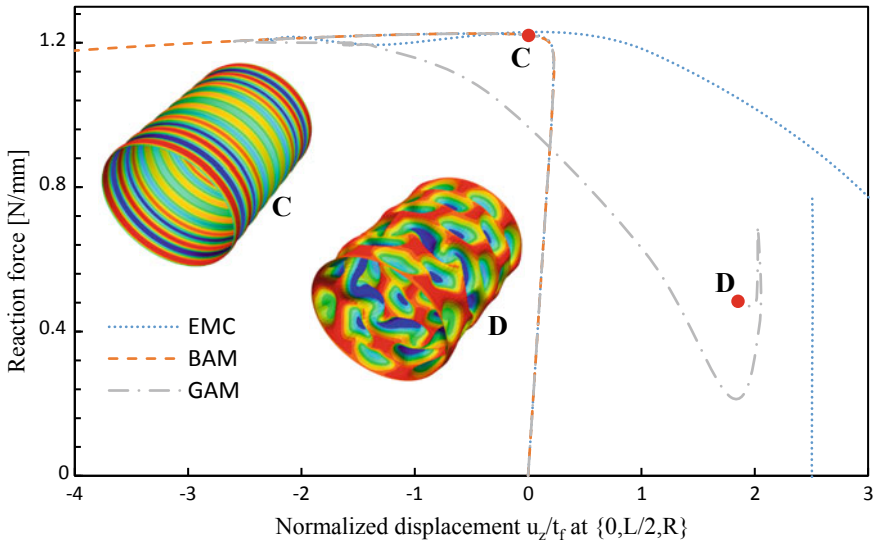 1.2
0.8
0.4
0
Reaction force [N/mm]
C
C
D
D
EMC
BAM
GAM
-4 -3 -2 -1 0 1 2 3
Normalized displacement u_z/t_f at {0,L/2,R}